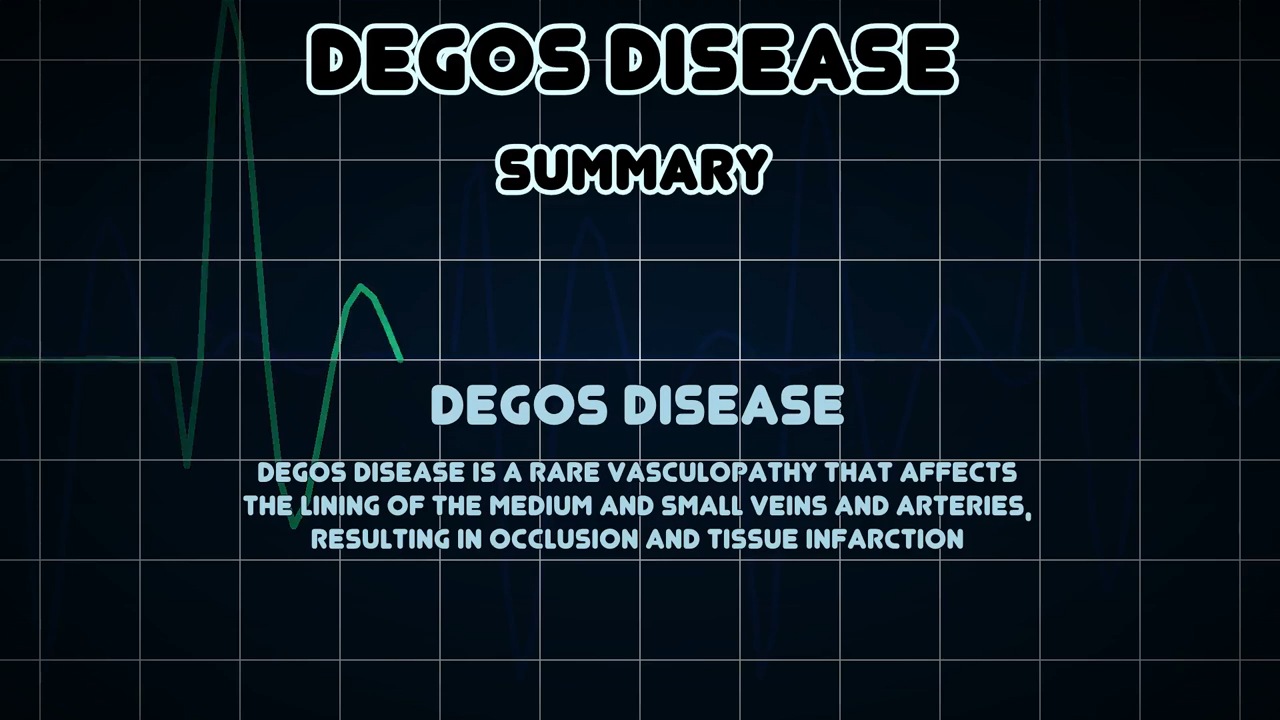 DEGOS DISEASE
SUMMARY
DEGOS DISEASE
DEGOS DISEASE IS A RARE VASCULOPATHY THAT AFFECTS
THE LINING OF THE MEDIUM AND SMALL VEINS AND ARTERIES,
RESULTING IN OCCLUSION AND TISSUE INFARCTION